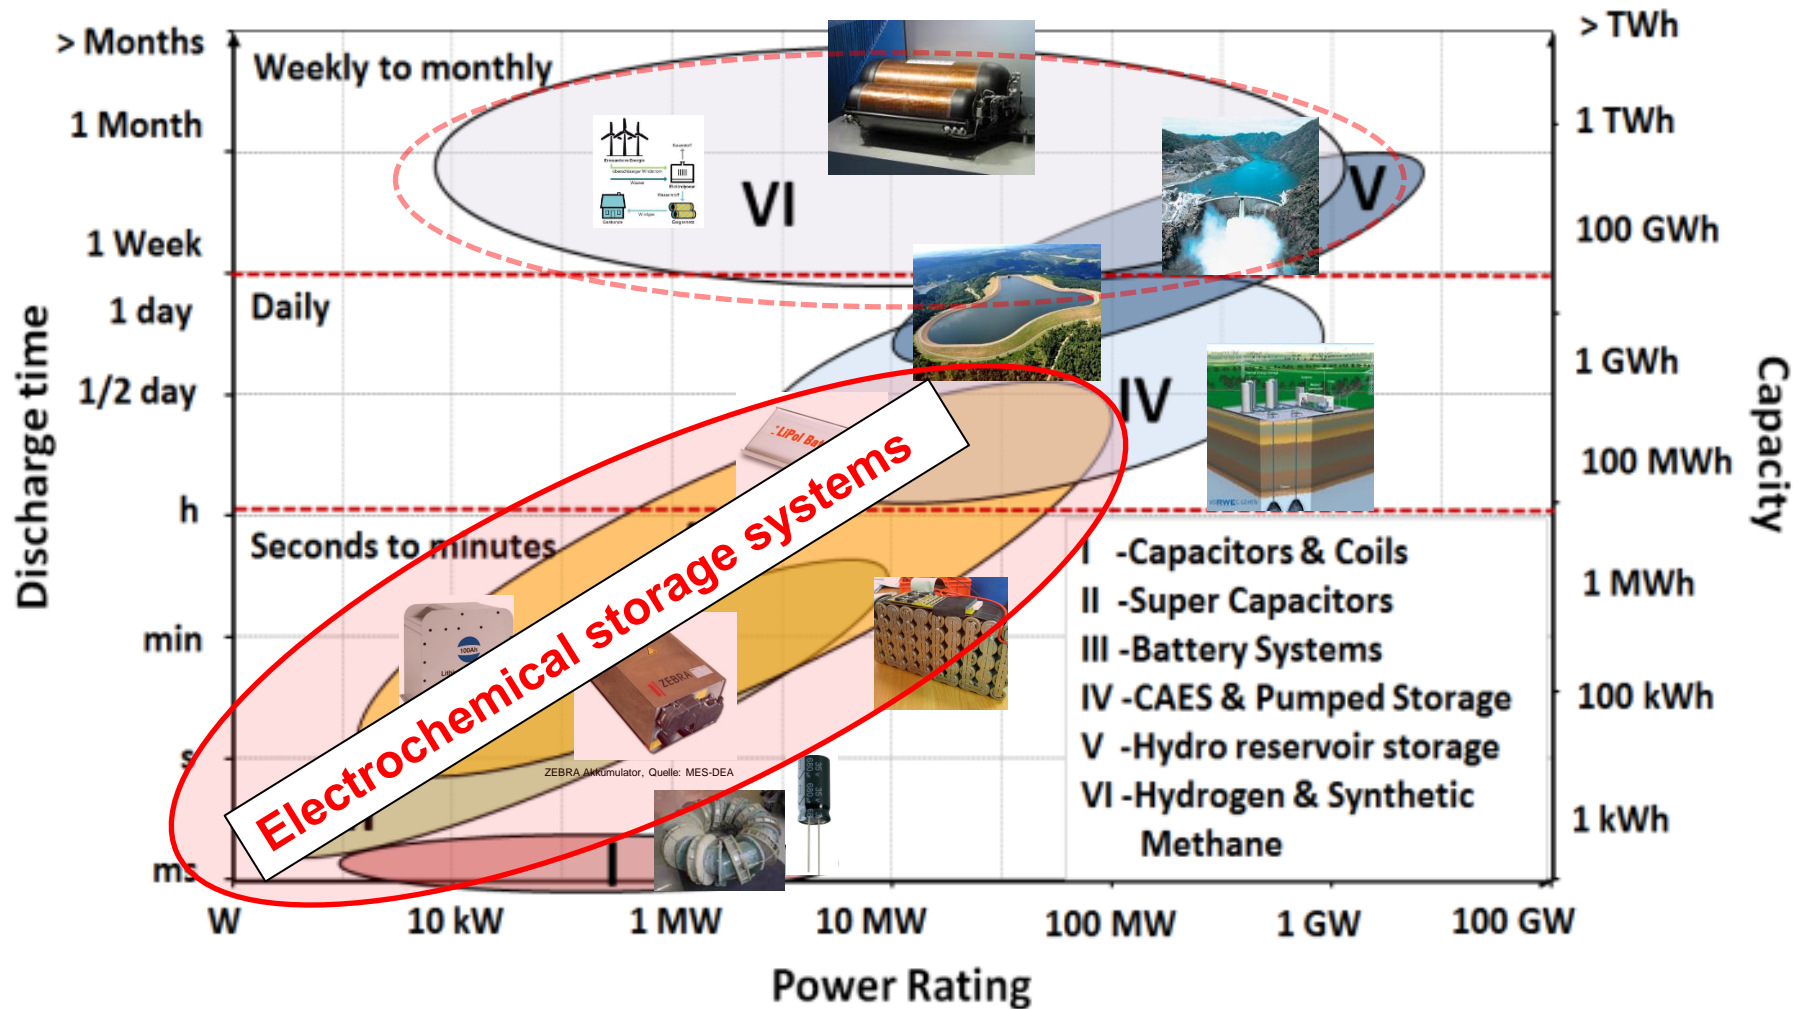 > Months
1 Month
1 Week
1 day
1/2 day
h
min
s
ms
Discharge time
Weekly to monthly
Daily
Seconds to minutes
VI
V
IV
I
LiPol Bat
100Ah
ZEBRA
Electrochemical storage systems
ZEBRA Akkumulator, Quelle: MES-DEA
I -Capacitors & Coils
II -Super Capacitors
III -Battery Systems
IV -CAES & Pumped Storage
V -Hydro reservoir storage
VI -Hydrogen & Synthetic
Methane
> TWh
1 TWh
100 GWh
1 GWh
100 MWh
1 MWh
100 kWh
1 kWh
Capacity
W
10 kW
1 MW
10 MW
100 MW
1 GW
100 GW
Power Rating